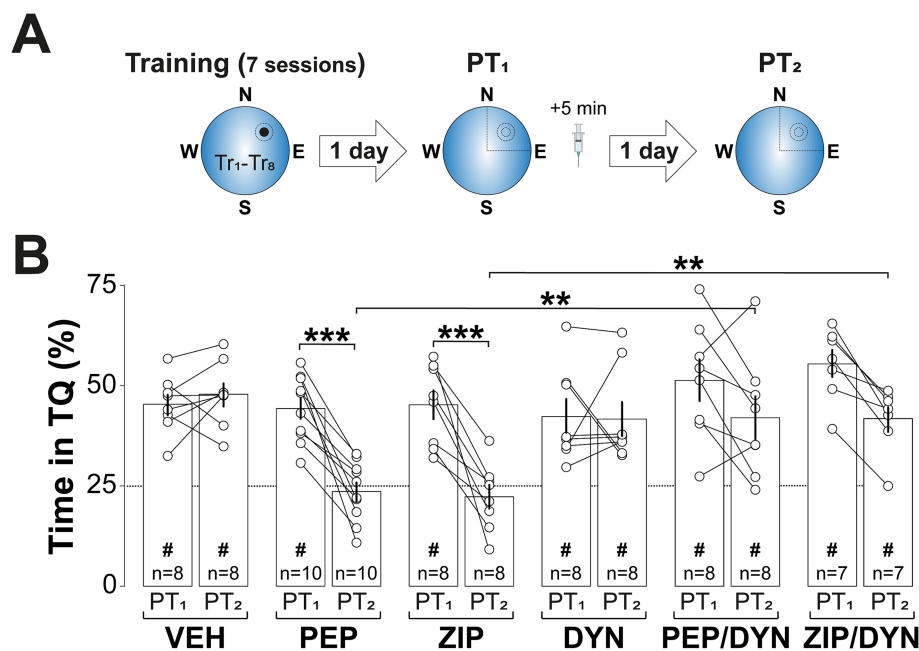 A
Training (7 sessions)
PT₁
PT₂
N
W
E
S
Tr₁-Tr₈
1 day
N
W
E
S
+5 min
1 day
N
W
E
S
B
Time in TQ (%)
75
50
25
0
**
**
***
***
# # # # # # # # # #
n=8 n=8 n=10 n=10 n=8 n=8 n=8 n=8 n=8 n=8 n=7 n=7
PT₁ PT₂ PT₁ PT₂ PT₁ PT₂ PT₁ PT₂ PT₁ PT₂ PT₁ PT₂
VEH PEP ZIP DYN PEP/DYN ZIP/DYN